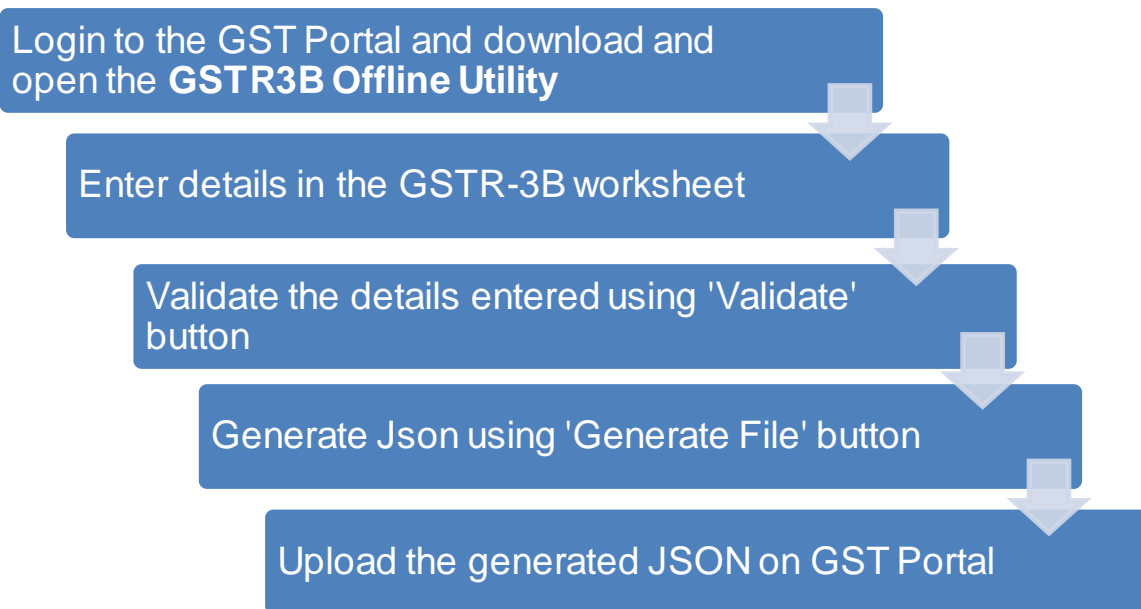 Login to the GST Portal and download and
open the GSTR3B Offline Utility
Enter details in the GSTR-3B worksheet
Validate the details entered using 'Validate'
button
Generate Json using 'Generate File' button
Upload the generated JSON on GST Portal